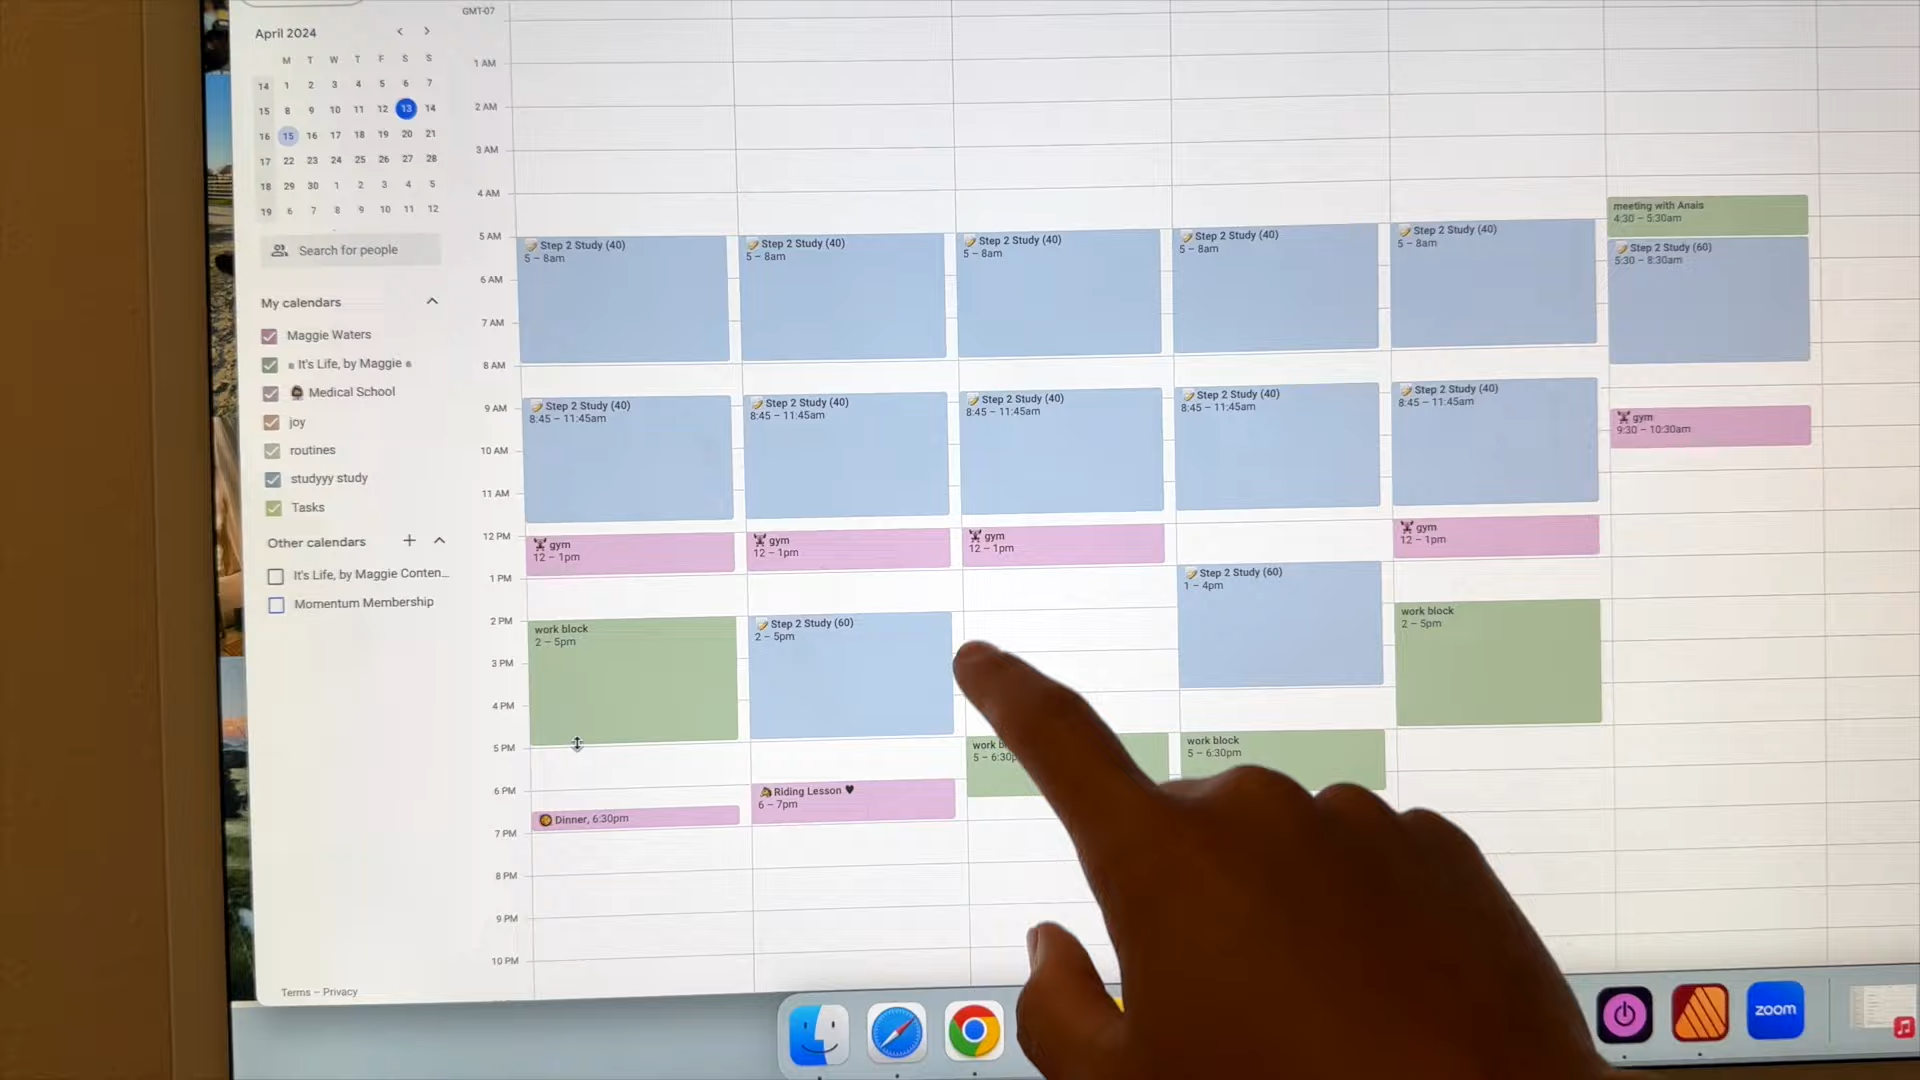 GMT-07
April 2024
M T W T F S S
14 1 2 3 4 5 6 7
15 8 9 10 11 12 13 14
16 15 16 17 18 19 20 21
17 22 23 24 25 26 27 28
18 29 30 1 2 3 4 5
19 6 7 8 9 10 11 12
Search for people
My calendars
Maggie Waters
It's Life, by Maggie
Medical School
joy
routines
studyyy study
Tasks
Other calendars
It's Life, by Maggie Conten...
Momentum Membership
Terms – Privacy
1 AM
2 AM
3 AM
4 AM
5 AM
6 AM
7 AM
8 AM
9 AM
10 AM
11 AM
12 PM
1 PM
2 PM
3 PM
4 PM
5 PM
6 PM
7 PM
8 PM
9 PM
10 PM
Step 2 Study (40)
5 – 8am
Step 2 Study (40)
8:45 – 11:45am
gym
12 – 1pm
work block
2 – 5pm
Dinner, 6:30pm
Step 2 Study (40)
5 – 8am
Step 2 Study (40)
8:45 – 11:45am
gym
12 – 1pm
Step 2 Study (60)
2 – 5pm
Riding Lesson ♥
6 – 7pm
Step 2 Study (40)
5 – 8am
Step 2 Study (40)
8:45 – 11:45am
gym
12 – 1pm
work
5 – 6:30p
Step 2 Study (40)
5 – 8am
Step 2 Study (40)
8:45 – 11:45am
Step 2 Study (60)
1 – 4pm
work block
5 – 6:30pm
Step 2 Study (40)
5 – 8am
Step 2 Study (40)
8:45 – 11:45am
gym
12 – 1pm
work block
2 – 5pm
meeting with Anais
4:30 – 5:30am
Step 2 Study (60)
5:30 – 8:30am
gym
9:30 – 10:30am
zoom